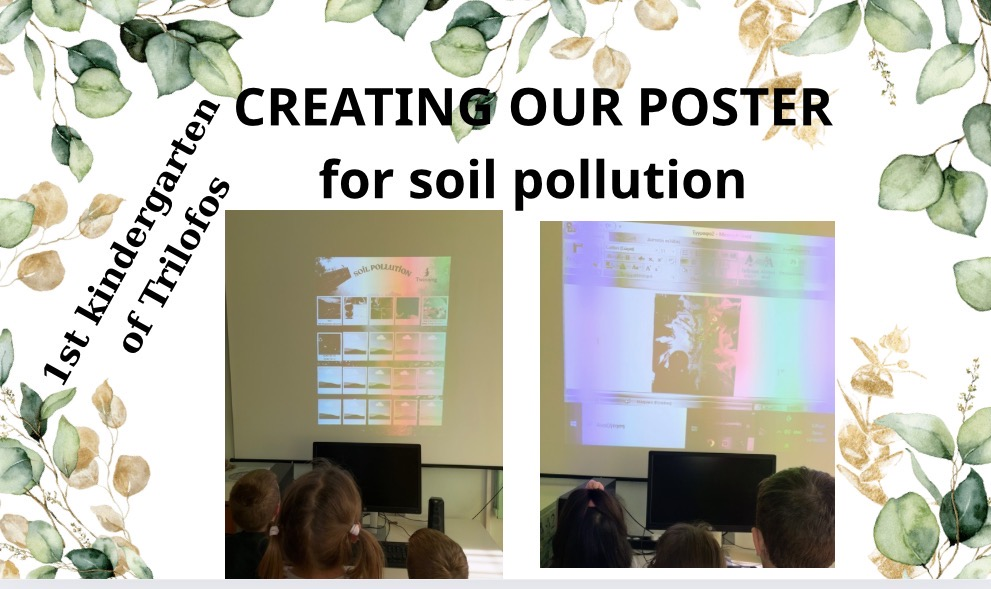 CREATING OUR POSTER
for soil pollution
1st kindergarten
of Trilofos
SOIL POLLUTION